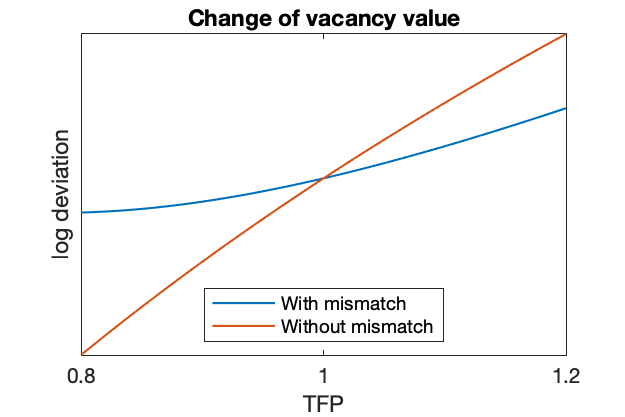 Change of vacancy value
log deviation
With mismatch
Without mismatch
0.8
1
1.2
TFP